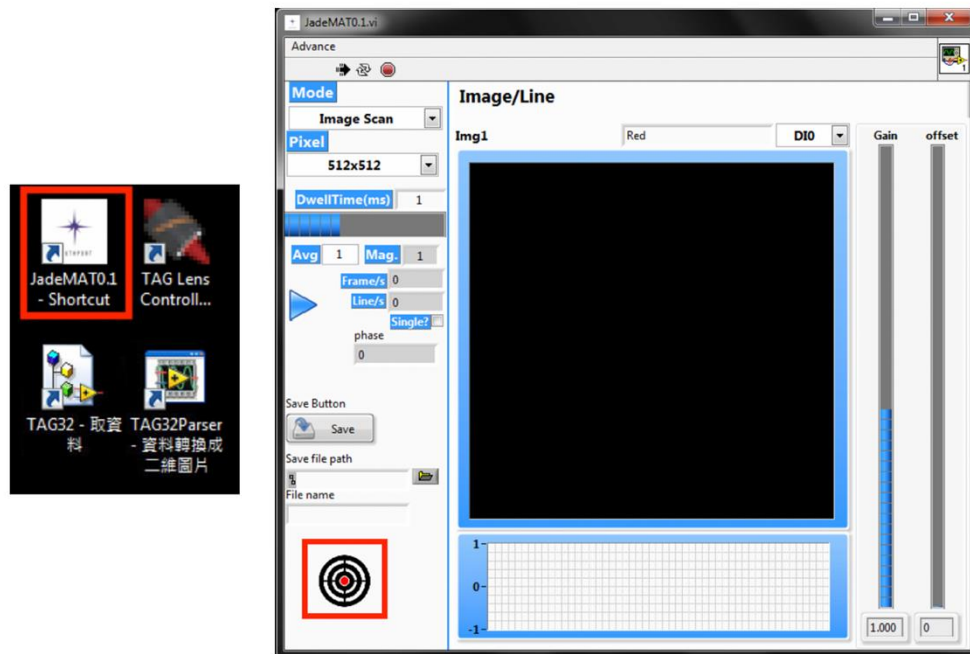 JadeMAT0.1
- Shortcut
TAG Lens
Controll...
TAG32 - 取資
料
TAG32Parser
- 資料轉換成
二維圖片
JadeMAT0.1.vi
Advance
1
Mode
Image Scan
Pixel
512x512
DwellTime(ms) 1
Avg 1 Mag. 1
Frame/s 0
Line/s 0
Single?
phase
0
Save Button
Save
Save file path
File name
Image/Line
Img1 Red DI0
1
0
-1
Gain offset
1.000 0